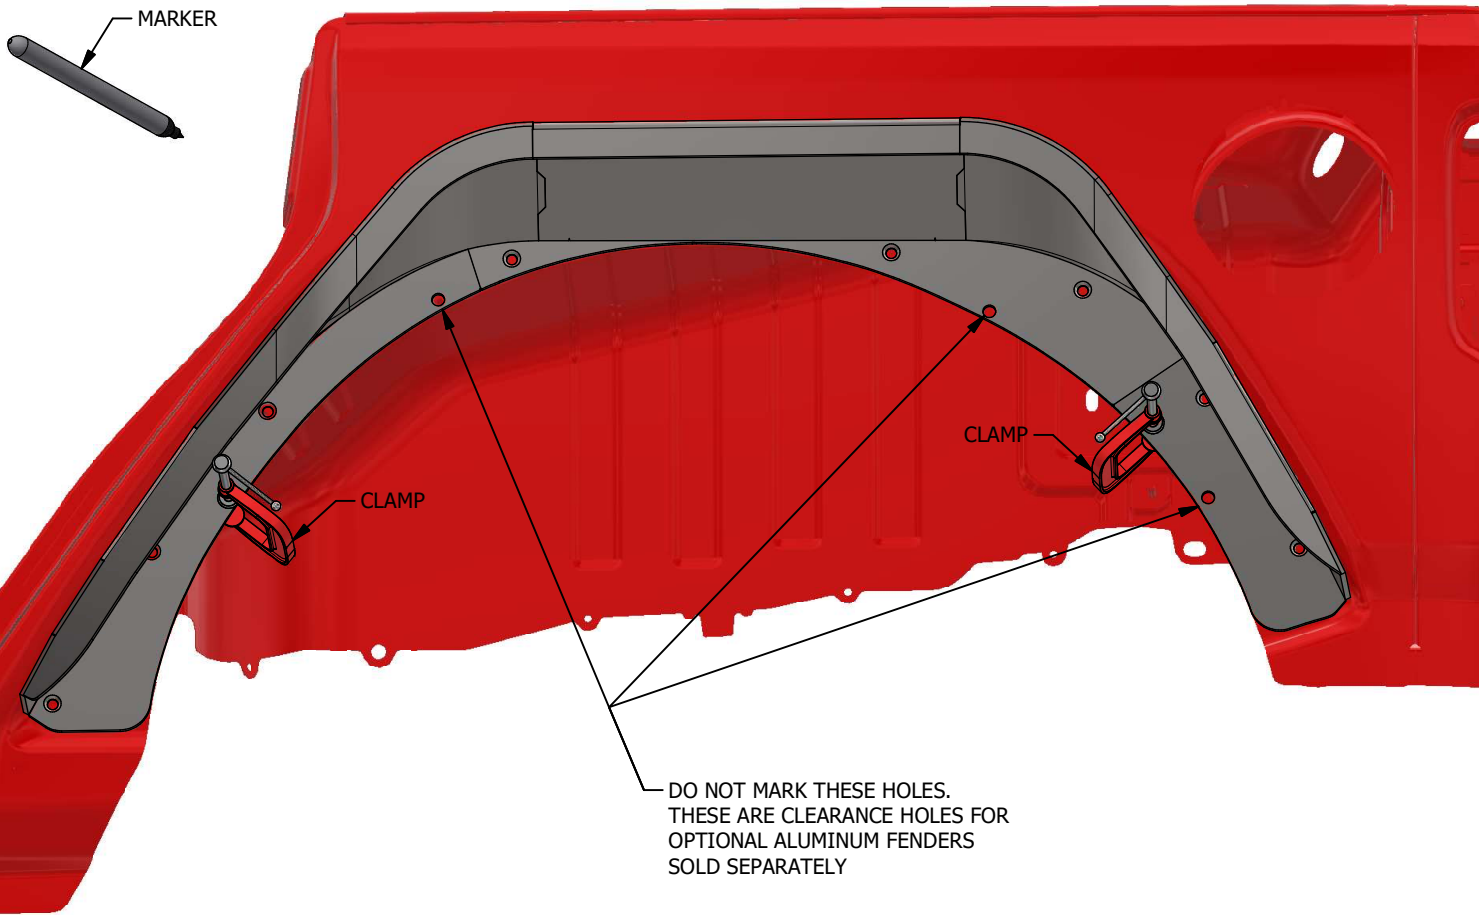 MARKER
CLAMP
CLAMP
DO NOT MARK THESE HOLES.
THESE ARE CLEARANCE HOLES FOR
OPTIONAL ALUMINUM FENDERS
SOLD SEPARATELY